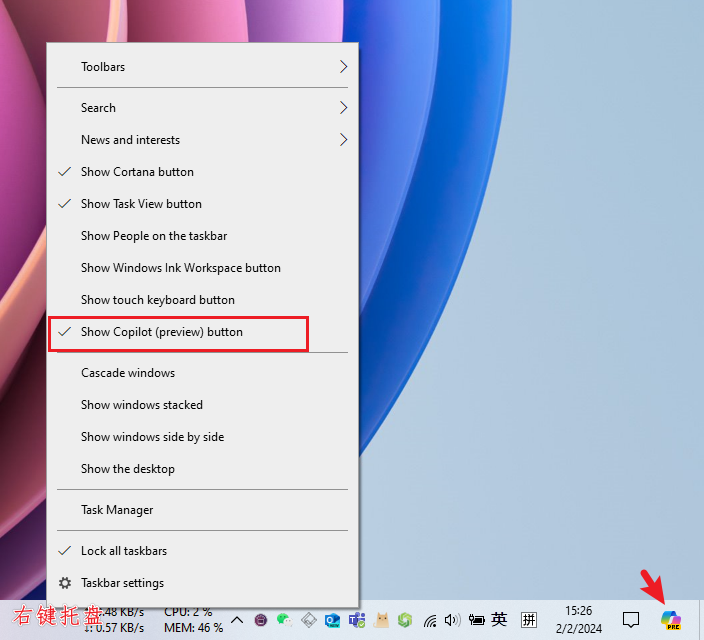 Toolbars
Search
News and interests
Show Cortana button
Show Task View button
Show People on the taskbar
Show Windows Ink Workspace button
Show touch keyboard button
Show Copilot (preview) button
Cascade windows
Show windows stacked
Show windows side by side
Show the desktop
Task Manager
Lock all taskbars
Taskbar settings
右键托盘
.48 KB/s
CPU: 2 %
: 0.57 KB/s
MEM: 46 %
英
拼
15:26
2/2/2024
PRE